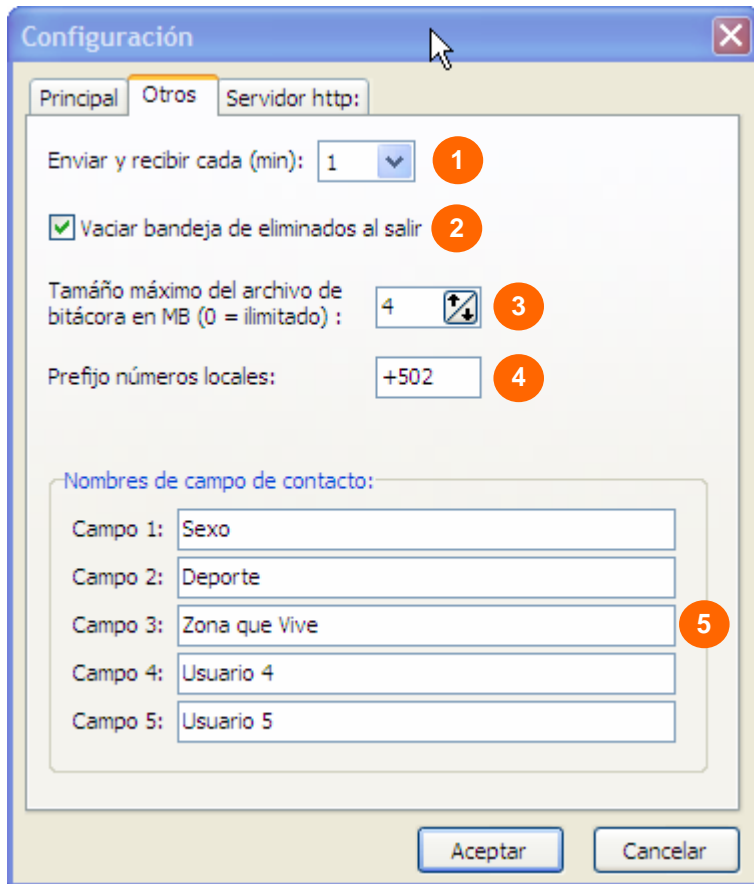 Configuración
Principal Otros Servidor http:
Enviar y recibir cada (min): 1 1
Vaciar bandeja de eliminados al salir 2
Tamáño máximo del archivo de
bitácora en MB (0 = ilimitado) : 4 3
Prefijo números locales: +502 4
Nombres de campo de contacto:
Campo 1: Sexo
Campo 2: Deporte
Campo 3: Zona que Vive 5
Campo 4: Usuario 4
Campo 5: Usuario 5
Aceptar Cancelar